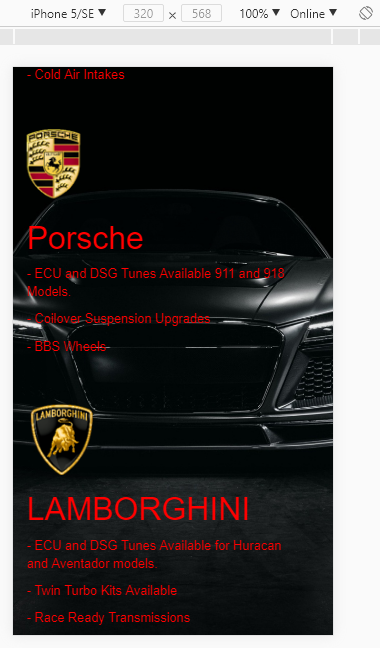 iPhone 5/SE ▼ 320 × 568 100% ▼ Online ▼
- Cold Air Intakes
PORSCHE
Porsche
- ECU and DSG Tunes Available 911 and 918
Models.
- Coilover Suspension Upgrades
- BBS Wheels
LAMBORGHINI
LAMBORGHINI
- ECU and DSG Tunes Available for Huracan
and Aventador models.
- Twin Turbo Kits Available
- Race Ready Transmissions